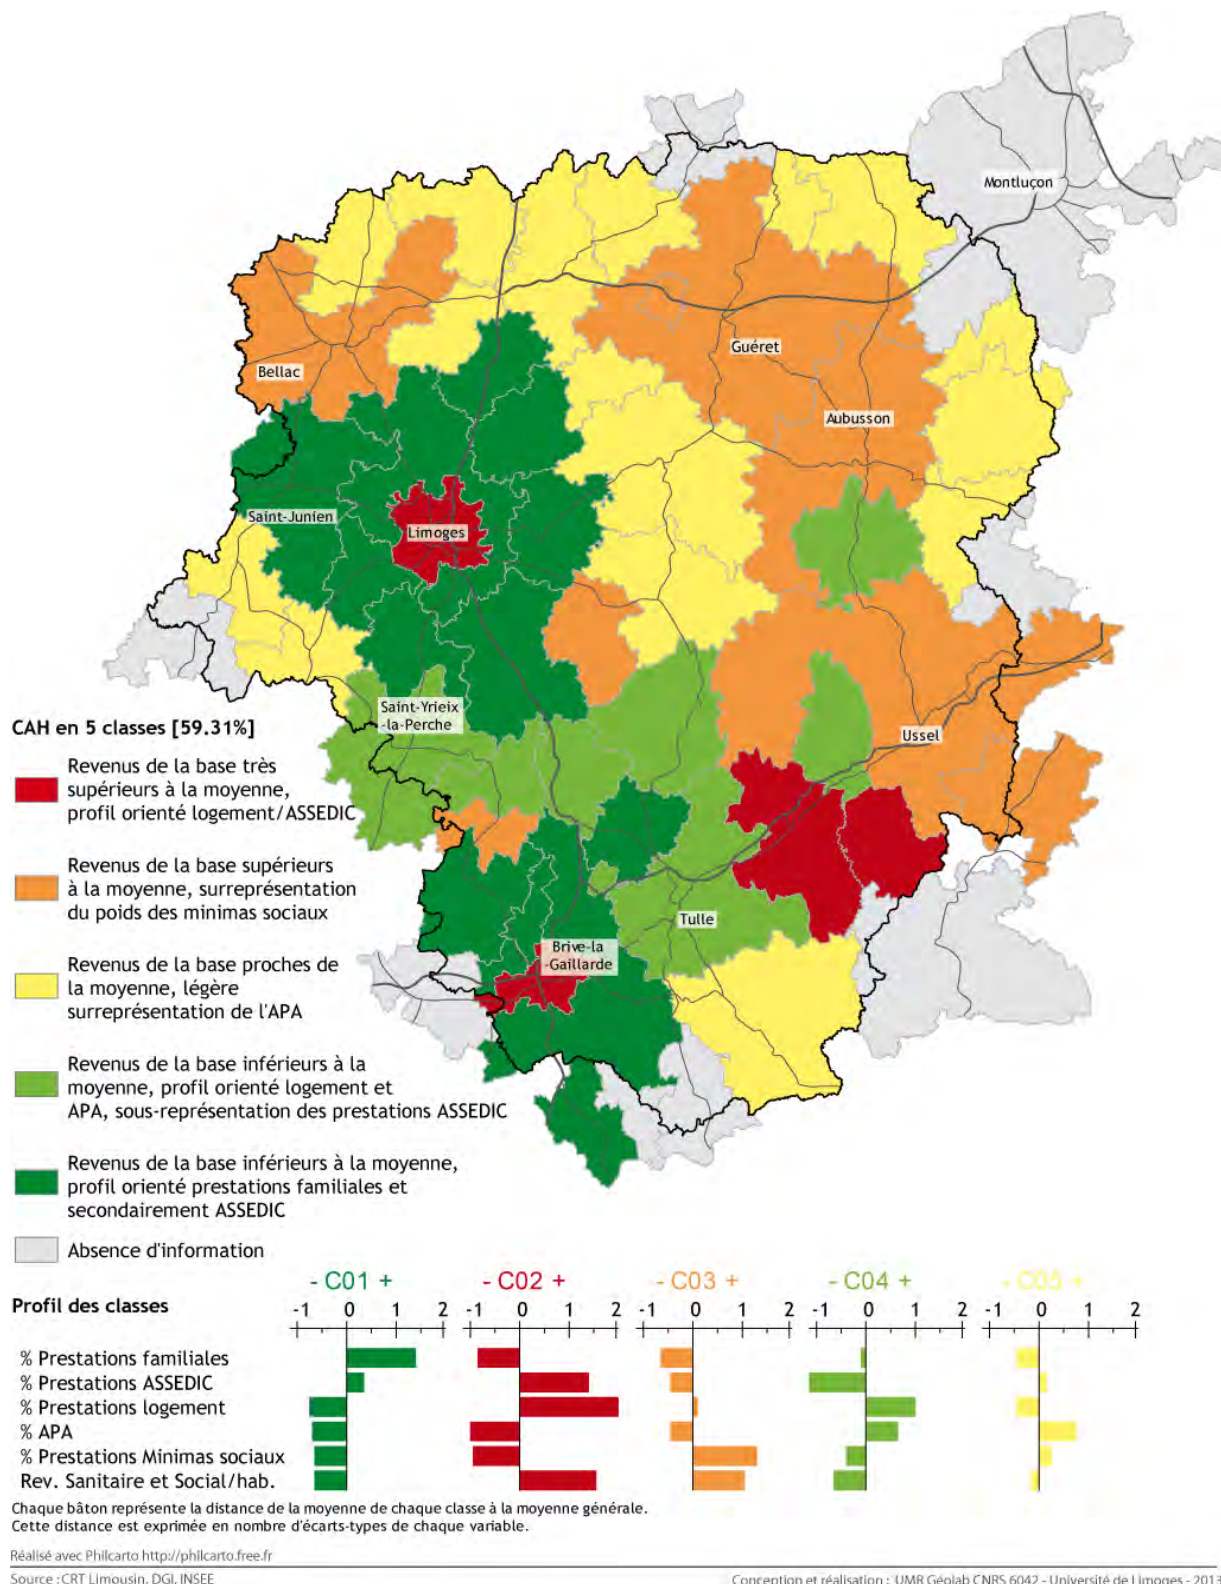 Montluçon
Guéret
Bellac
Aubusson
Saint-Junien
Limoges
Saint-Yrieix
-la-Perche
Ussel
Tulle
Brive-la
-Gaillarde
CAH en 5 classes [59.31%]
Revenus de la base très
supérieurs à la moyenne,
profil orienté logement/ASSEDIC
Revenus de la base supérieurs
à la moyenne, surreprésentation
du poids des minimas sociaux
Revenus de la base proches de
la moyenne, légère
surreprésentation de l'APA
Revenus de la base inférieurs à la
moyenne, profil orienté logement et
APA, sous-représentation des prestations ASSEDIC
Revenus de la base inférieurs à la moyenne,
profil orienté prestations familiales et
secondairement ASSEDIC
Absence d'information
- C01 + - C02 + - C03 + - C04 + - C05 +
Profil des classes
-1 0 1 2 -1 0 1 2 -1 0 1 2 -1 0 1 2 -1 0 1 2
% Prestations familiales
% Prestations ASSEDIC
% Prestations logement
% APA
% Prestations Minimas sociaux
Rev. Sanitaire et Social/hab.
Chaque bâton représente la distance de la moyenne de chaque classe à la moyenne générale.
Cette distance est exprimée en nombre d'écarts-types de chaque variable.
Réalisé avec Philcarto http://philcarto.free.fr
Source : CRT Limousin, DGI, INSEE Conception et réalisation : UMR Géolab CNRS 6042 - Université de Limoges - 2013